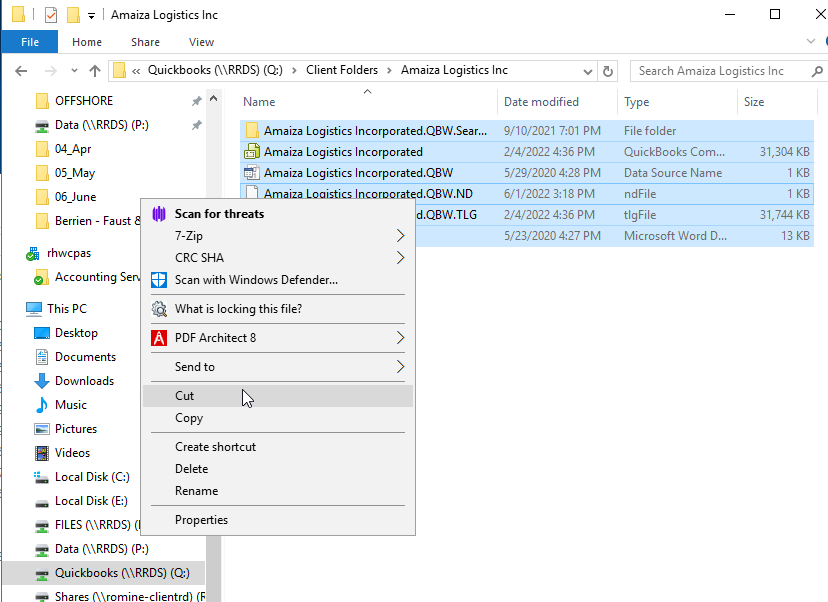 Amaiza Logistics Inc
File Home Share View
« Quickbooks (\\RRDS) (Q:) > Client Folders > Amaiza Logistics Inc
Search Amaiza Logistics Inc
OFFSHORE
Data (\\RRDS) (P:)
04_Apr
05_May
06_June
Berrien - Faust &
rhwcpas
Accounting Serv
This PC
Desktop
Documents
Downloads
Music
Pictures
Videos
Local Disk (C:)
Local Disk (E:)
FILES (\\RRDS) (
Data (\\RRDS) (P:)
Quickbooks (\\RRDS) (Q:)
Shares (\\romine-clientrd) (R
Name Date modified Type Size
Amaiza Logistics Incorporated.QBW.Sear... 9/10/2021 7:01 PM File folder
Amaiza Logistics Incorporated 2/4/2022 4:36 PM QuickBooks Com... 31,304 KB
Amaiza Logistics Incorporated.QBW 5/29/2020 4:28 PM Data Source Name 1 KB
Amaiza Logistics Incorporated.QBW.ND 6/1/2022 3:18 PM ndFile 1 KB
ated.QBW.TLG 2/4/2022 4:36 PM tlgFile 31,744 KB
5/23/2020 4:27 PM Microsoft Word D... 13 KB
Scan for threats
7-Zip
CRC SHA
Scan with Windows Defender...
What is locking this file?
PDF Architect 8
Send to
Cut
Copy
Create shortcut
Delete
Rename
Properties